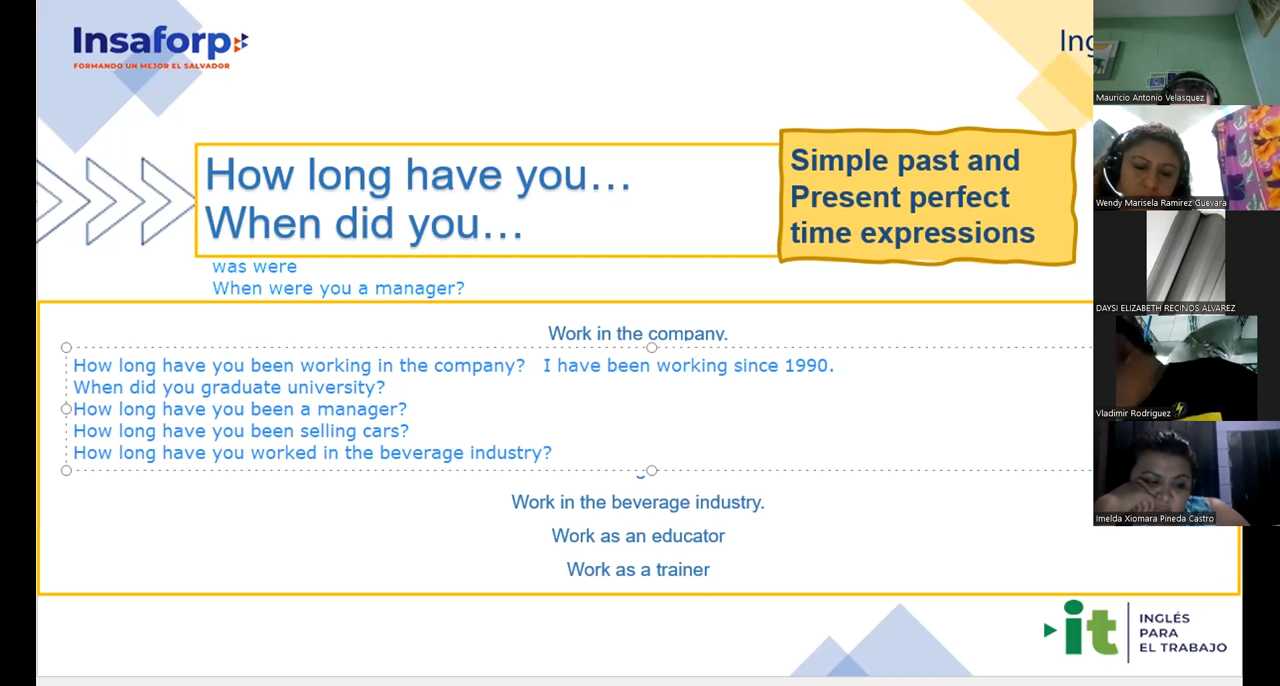 Insaforp
FORMANDO UN MEJOR EL SALVADOR
How long have you...
When did you...
Simple past and
Present perfect
time expressions
was were
When were you a manager?
Work in the company.
How long have you been working in the company?   I have been working since 1990.
When did you graduate university?
How long have you been a manager?
How long have you been selling cars?
How long have you worked in the beverage industry?
Work in the beverage industry.
Work as an educator
Work as a trainer
it
INGLÉS
PARA
EL TRABAJO
Mauricio Antonio Velasquez
Wendy Marisela Ramirez Guevara
DAYSI ELIZABETH RECINOS ALVAREZ
Vladimir Rodriguez
Imelda Xiomara Pineda Castro